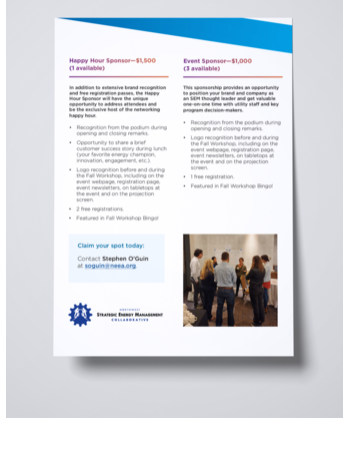 Happy Hour Sponsor—$1,500
(1 available)
In addition to extensive brand recognition
and free registration passes, the Happy
Hour Sponsor will have the unique
opportunity to address attendees and
be the exclusive host of the networking
happy hour.
• Recognition from the podium during
opening and closing remarks.
• Opportunity to share a brief
customer success story during lunch
(your favorite energy champion,
innovation, engagement, etc.)
• Logo recognition before and during
the Fall Workshop, including on the
event webpage, registration page,
event newsletters, on tabletops at
the event and on the projection
screen.
• 2 free registrations
• Featured in Fall Workshop Bingo!
Event Sponsor—$1,000
(3 available)
This sponsorship provides an opportunity
to position your brand and company as
an SEM thought leader and get valuable
one-on-one time with utility staff and key
program decision-makers.
• Recognition from the podium during
opening and closing remarks.
• Logo recognition before and during
the Fall Workshop, including on the
event webpage, registration page,
event newsletters, on tabletops at
the event and on the projection
screen.
• 1 free registration.
• Featured in Fall Workshop Bingo!
Claim your spot today:
Contact Stephen O'Guin
at soguin@neea.org.
NORTHWEST
STRATEGIC ENERGY MANAGEMENT
COLLABORATIVE